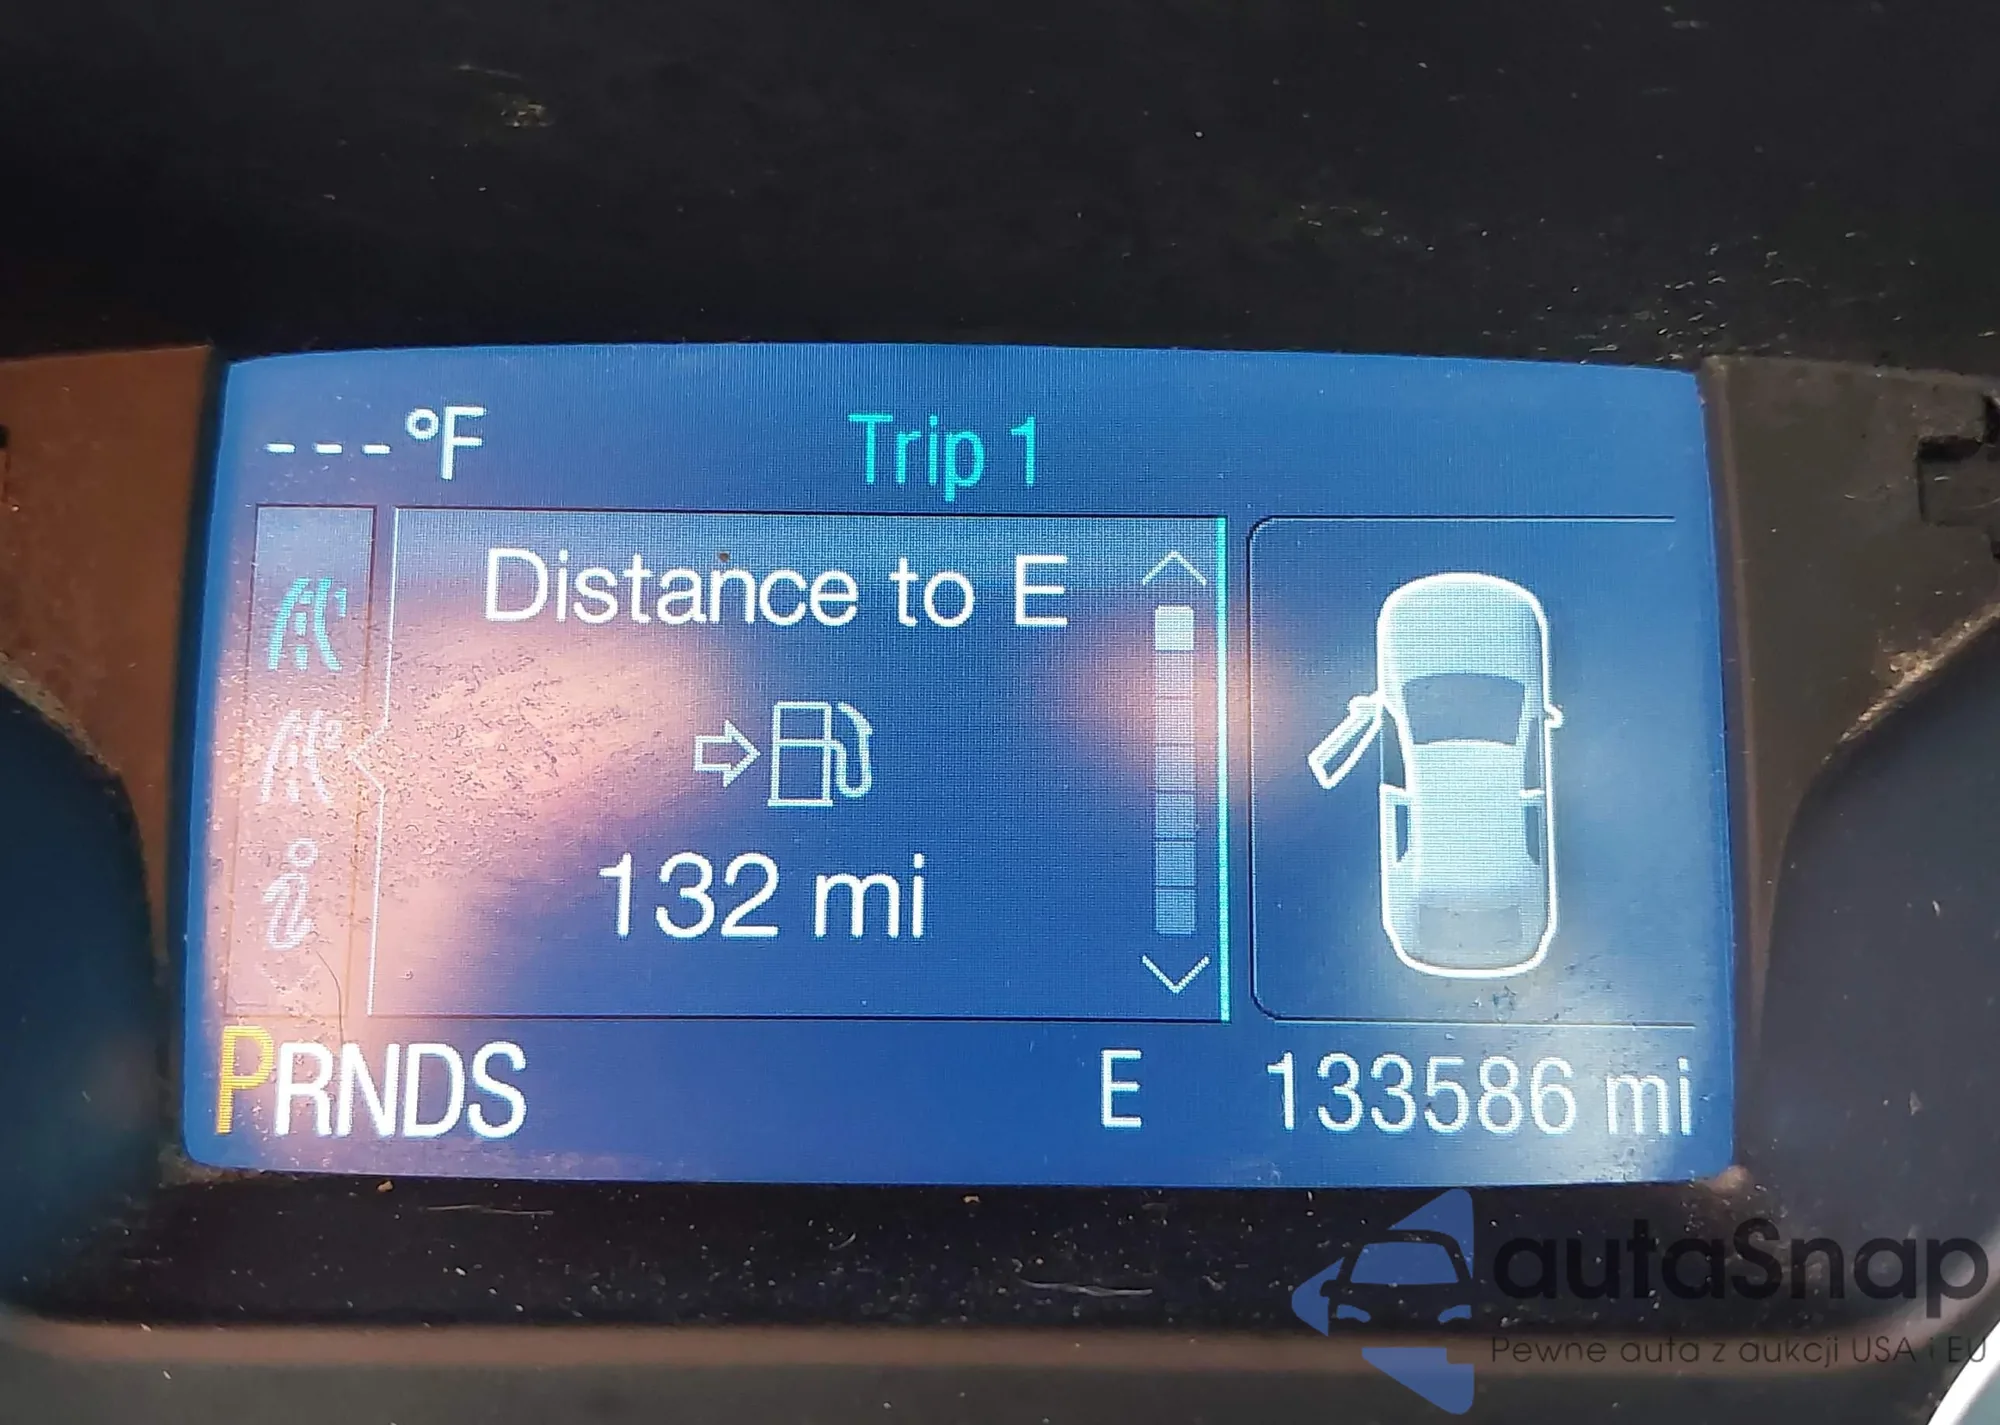 ---°F
Trip 1
Distance to E
132 mi
PRNDS
E
133586 mi
autaSnap
Pewne auta z aukcji USA i EU